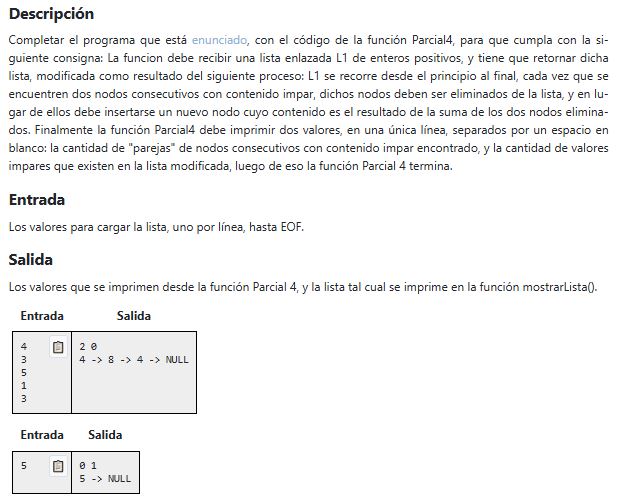 Descripción
Completar el programa que está enunciado, con el código de la función Parcial4, para que cumpla con la si-
guiente consigna: La funcion debe recibir una lista enlazada L1 de enteros positivos, y tiene que retornar dicha
lista, modificada como resultado del siguiente proceso: L1 se recorre desde el principio al final, cada vez que se
encuentren dos nodos consecutivos con contenido impar, dichos nodos deben ser eliminados de la lista, y en lu-
gar de ellos debe insertarse un nuevo nodo cuyo contenido es el resultado de la suma de los dos nodos elimina-
dos. Finalmente la función Parcial4 debe imprimir dos valores, en una única línea, separados por un espacio en
blanco: la cantidad de "parejas" de nodos consecutivos con contenido impar encontrado, y la cantidad de valores
impares que existen en la lista modificada, luego de eso la función Parcial 4 termina.
Entrada
Los valores para cargar la lista, uno por línea, hasta EOF.
Salida
Los valores que se imprimen desde la función Parcial 4, y la lista tal cual se imprime en la función mostrarLista().
Entrada Salida
4 2 0
3 4 -> 8 -> 4 -> NULL
5
1
3
Entrada Salida
5 0 1
5 -> NULL